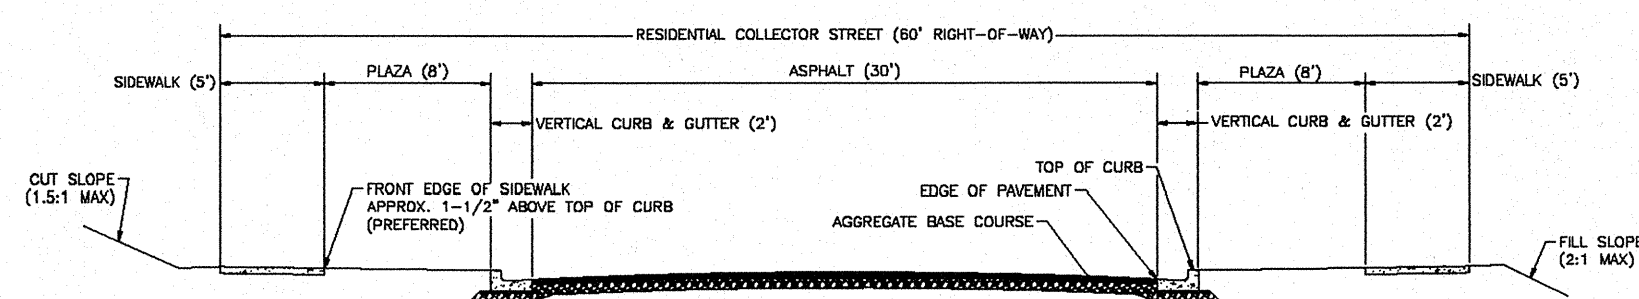 RESIDENTIAL COLLECTOR STREET (60' RIGHT-OF-WAY)
SIDEWALK (5')
PLAZA (8')
ASPHALT (30')
PLAZA (8')
SIDEWALK (5')
VERTICAL CURB & GUTTER (2')
VERTICAL CURB & GUTTER (2')
TOP OF CURB
CUT SLOPE
(1.5:1 MAX)
FRONT EDGE OF SIDEWALK
APPROX. 1-1/2" ABOVE TOP OF CURB
(PREFERRED)
EDGE OF PAVEMENT
AGGREGATE BASE COURSE
FILL SLOPE
(2:1 MAX)